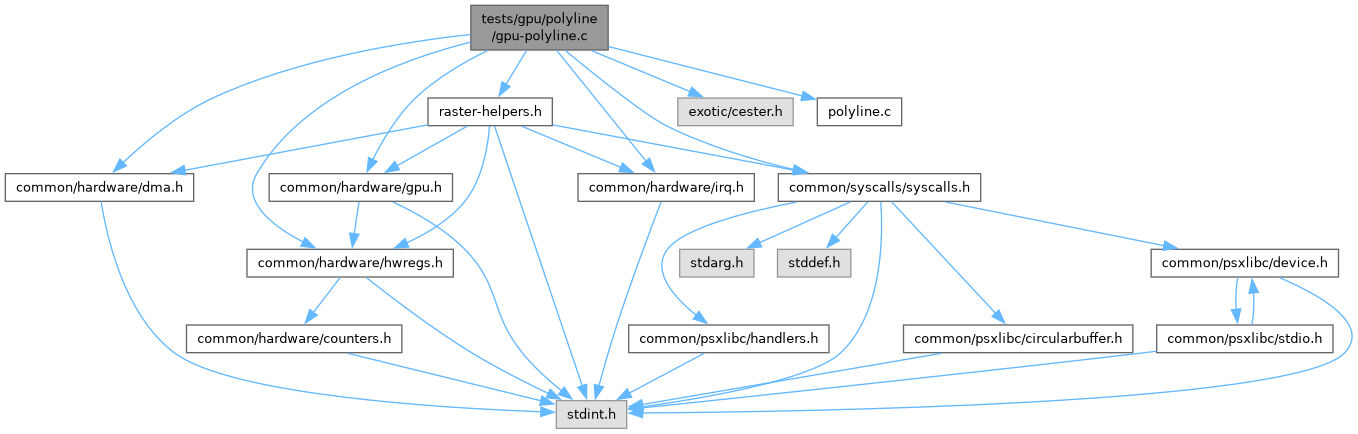 tests/gpu/polyline
/gpu-polyline.c
raster-helpers.h
exotic/cester.h
polyline.c
common/hardware/dma.h
common/hardware/gpu.h
common/hardware/irq.h
common/syscalls/syscalls.h
common/hardware/hwregs.h
stdarg.h
stddef.h
common/psxlibc/device.h
common/hardware/counters.h
common/psxlibc/handlers.h
common/psxlibc/circularbuffer.h
common/psxlibc/stdio.h
stdint.h